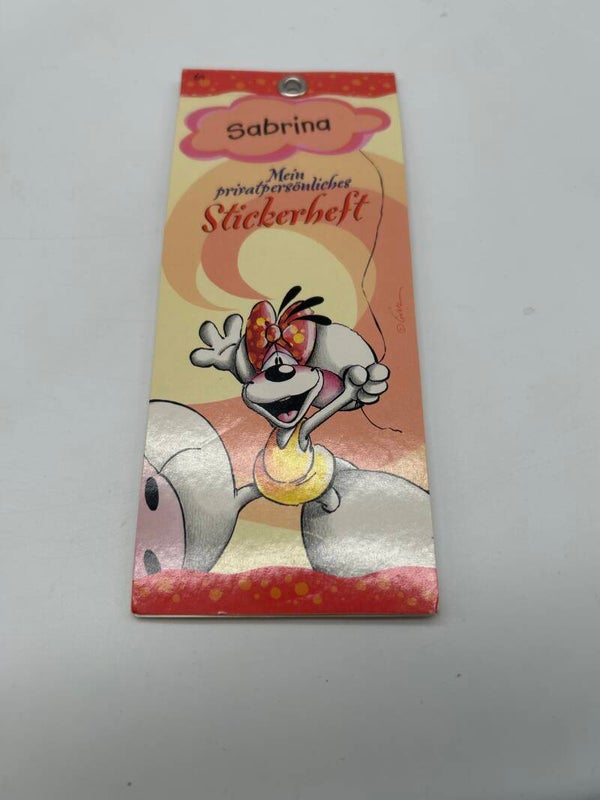 Sabrina
Mein
privatpersönliches
Stickerheft